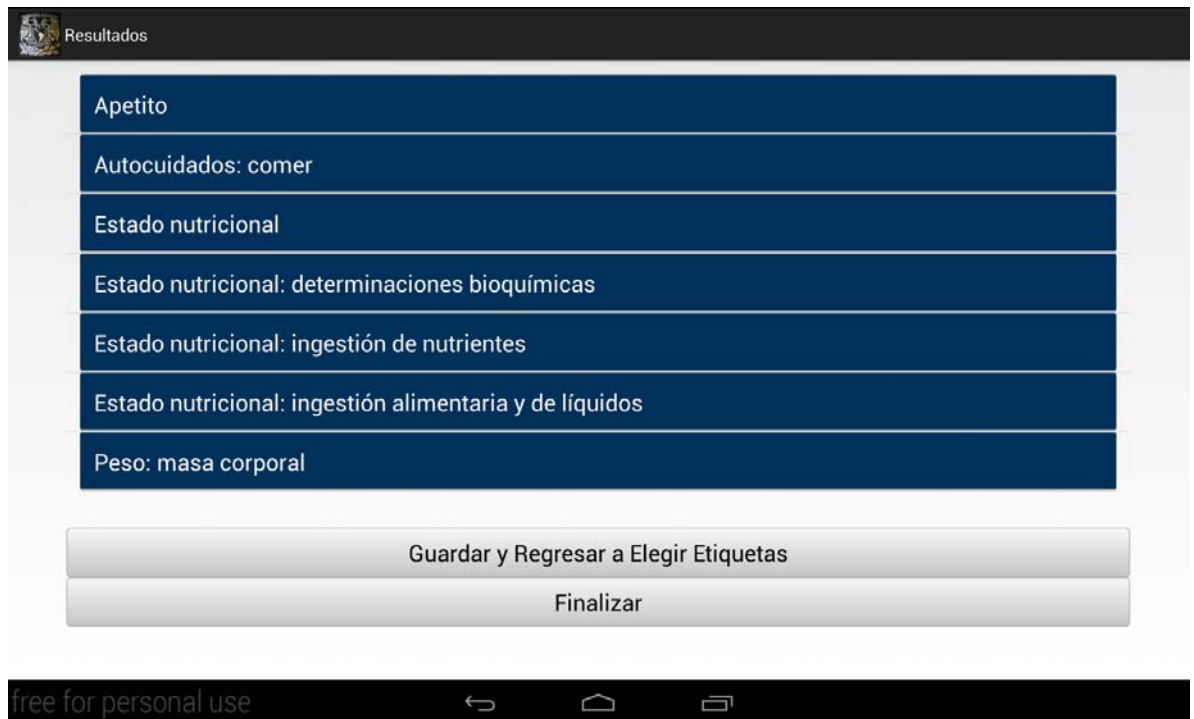 Resultados
Apetito
Autocuidados: comer
Estado nutricional
Estado nutricional: determinaciones bioquímicas
Estado nutricional: ingestión de nutrientes
Estado nutricional: ingestión alimentaria y de líquidos
Peso: masa corporal
Guardar y Regresar a Elegir Etiquetas
Finalizar
free for personal use